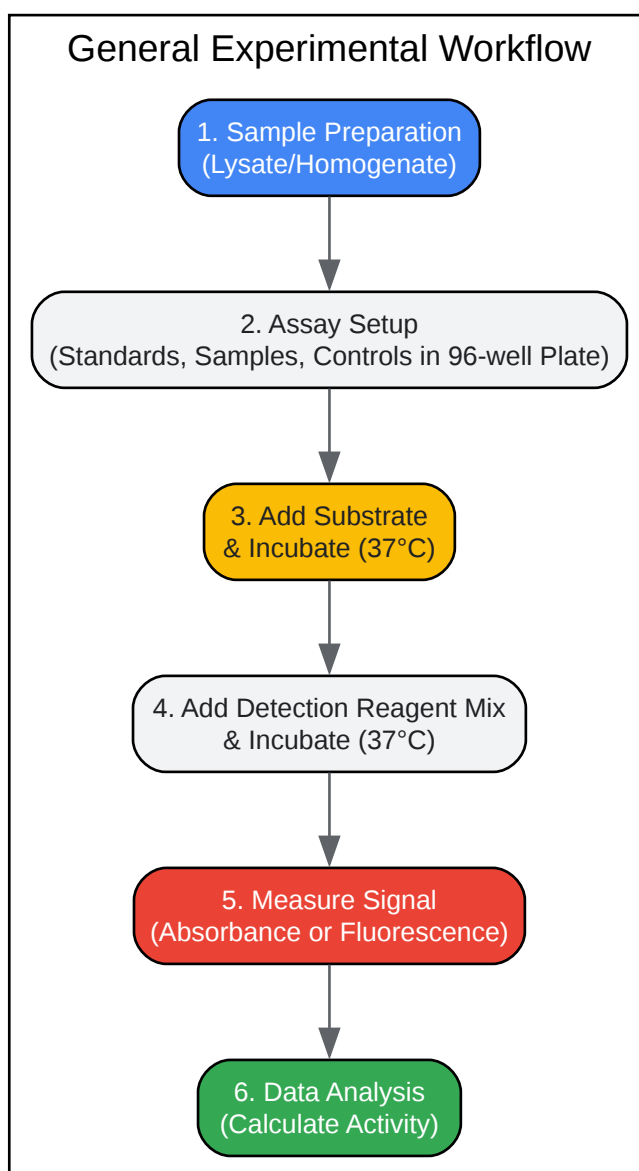 General Experimental Workflow
1. Sample Preparation
(Lysate/Homogenate)
2. Assay Setup
(Standards, Samples, Controls in 96-well Plate)
3. Add Substrate
& Incubate (37°C)
4. Add Detection Reagent Mix
& Incubate (37°C)
5. Measure Signal
(Absorbance or Fluorescence)
6. Data Analysis
(Calculate Activity)